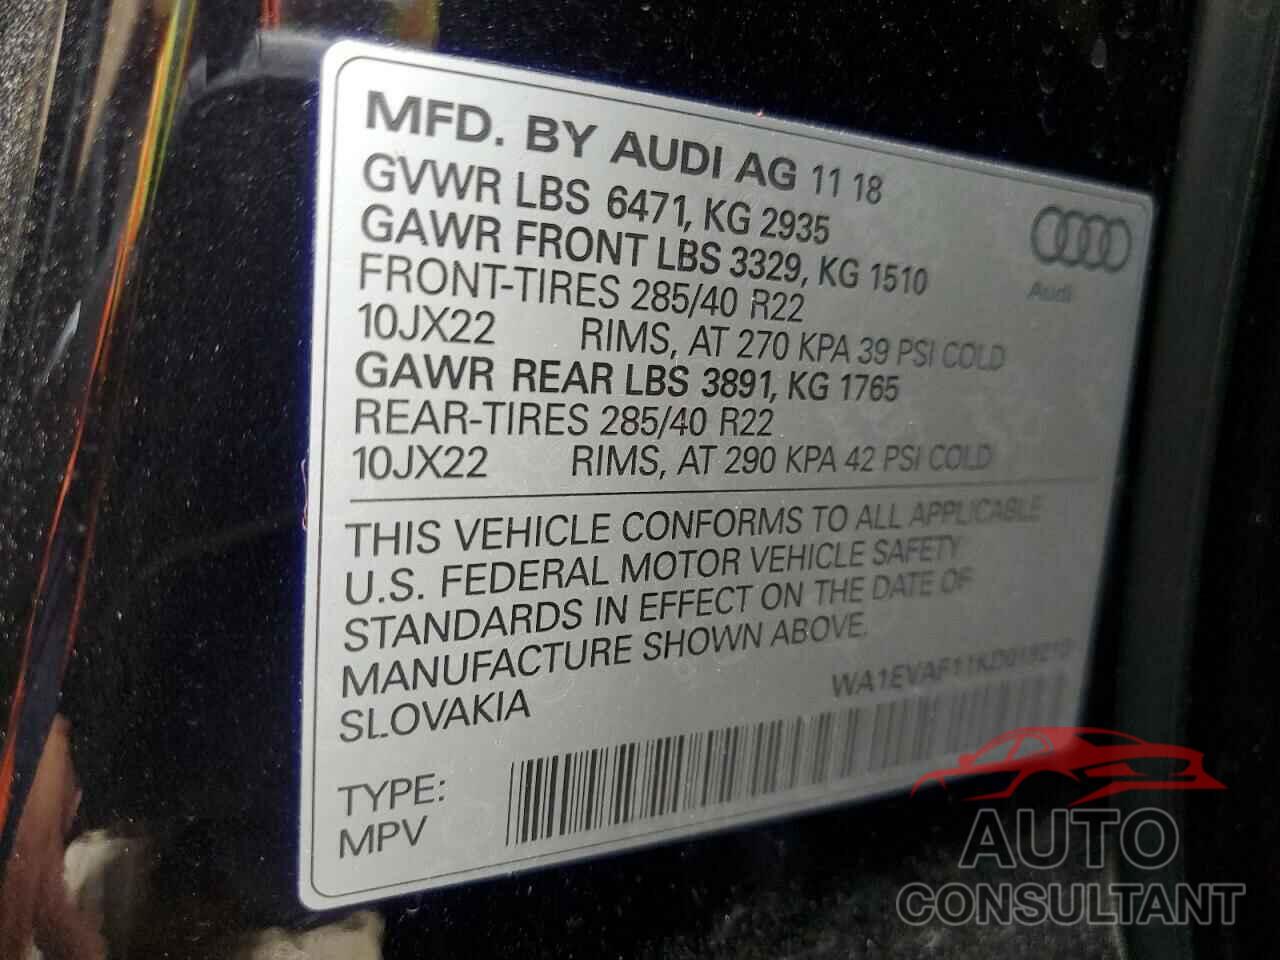 MFD. BY AUDI AG 11 18
GVWR LBS 6471, KG 2935
GAWR FRONT LBS 3329, KG 1510
FRONT-TIRES 285/40 R22
10JX22 RIMS, AT 270 KPA 39 PSI COLD
GAWR REAR LBS 3891, KG 1765
REAR-TIRES 285/40 R22
10JX22 RIMS, AT 290 KPA 42 PSI COLD
Audi
THIS VEHICLE CONFORMS TO ALL APPLICABLE
U.S. FEDERAL MOTOR VEHICLE SAFETY
STANDARDS IN EFFECT ON THE DATE OF
MANUFACTURE SHOWN ABOVE.
SLOVAKIA
TYPE:
MPV
AUTO
CONSULTANT